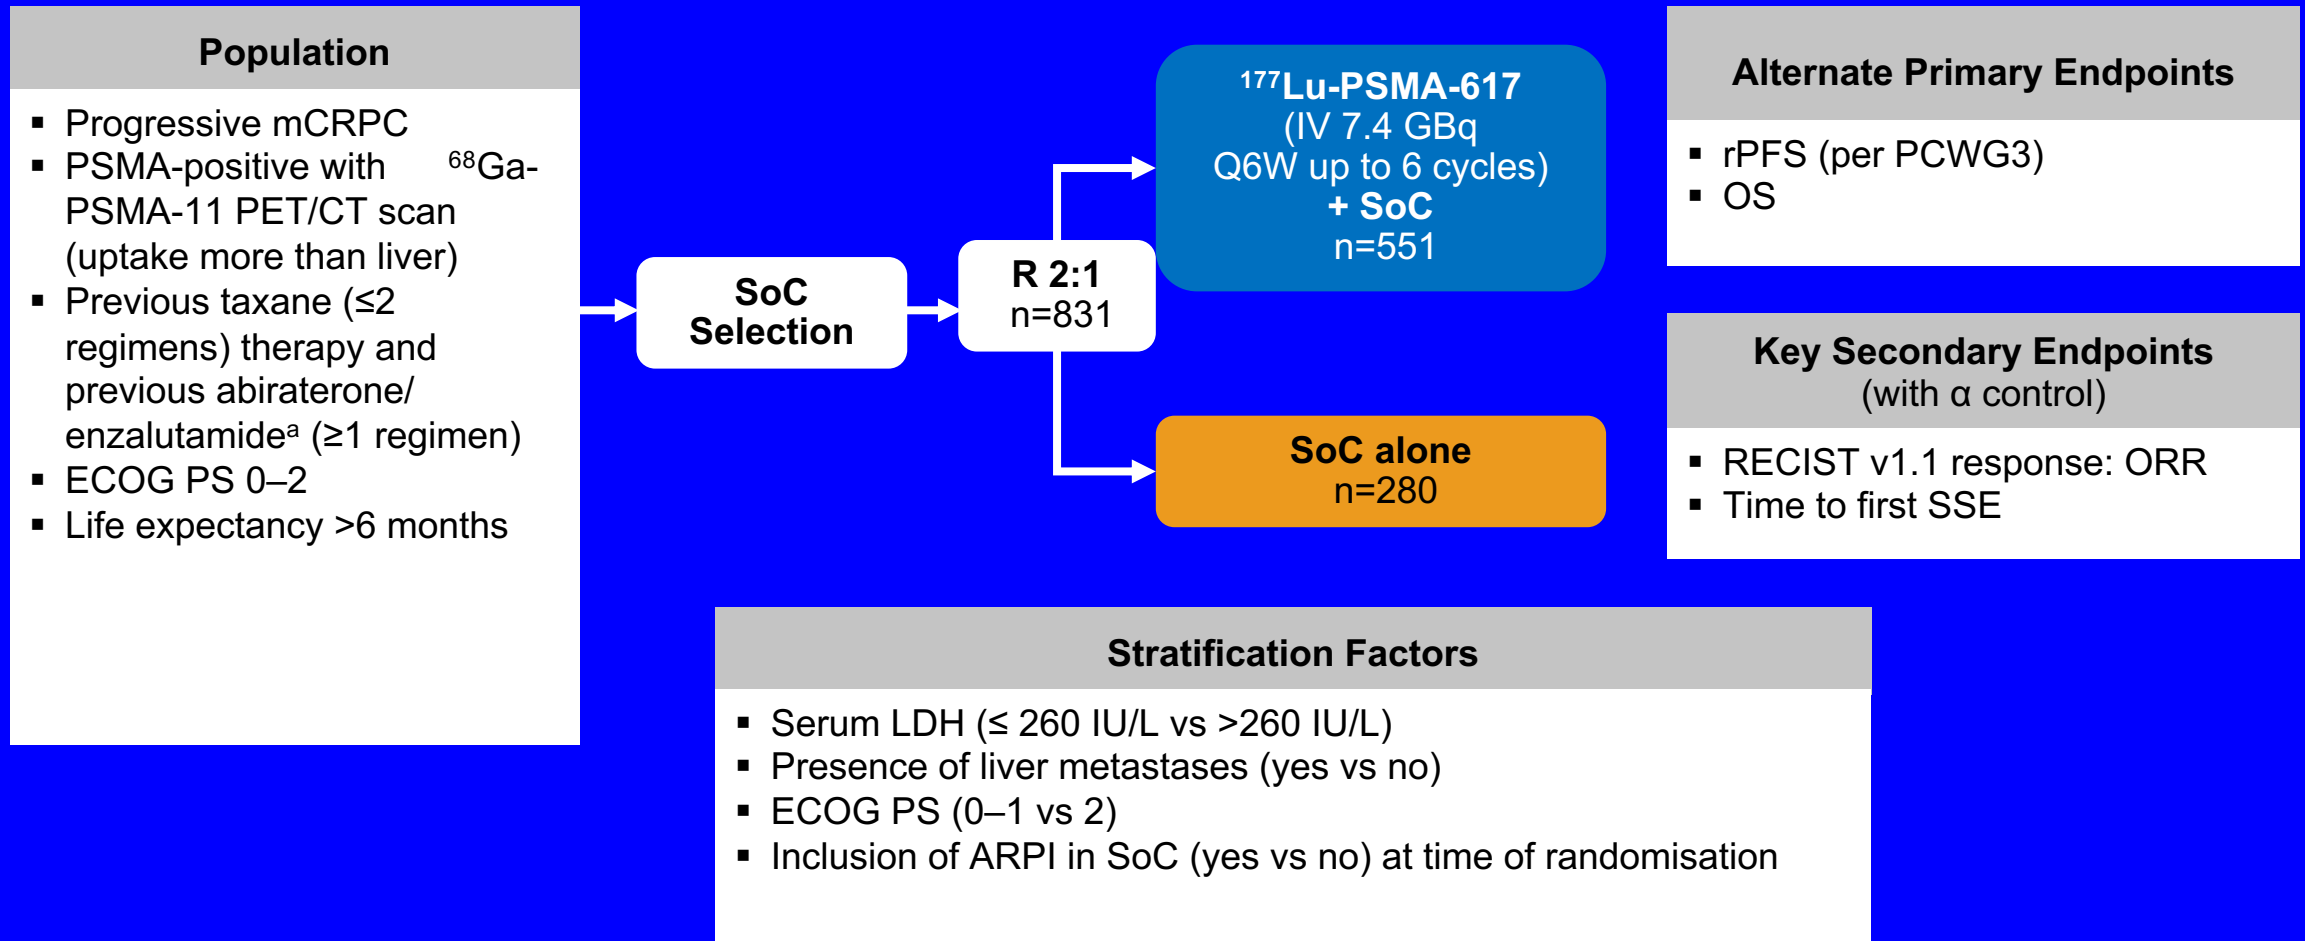 Population
▪ Progressive mCRPC
▪ PSMA-positive with ⁶⁸Ga-
PSMA-11 PET/CT scan
(uptake more than liver)
▪ Previous taxane (≤2
regimens) therapy and
previous abiraterone/
enzalutamideᵃ (≥1 regimen)
▪ ECOG PS 0–2
▪ Life expectancy >6 months
SoC
Selection
R 2:1
n=831
¹⁷⁷Lu-PSMA-617
(IV 7.4 GBq
Q6W up to 6 cycles)
+ SoC
n=551
SoC alone
n=280
Alternate Primary Endpoints
▪ rPFS (per PCWG3)
▪ OS
Key Secondary Endpoints
(with α control)
▪ RECIST v1.1 response: ORR
▪ Time to first SSE
Stratification Factors
▪ Serum LDH (≤ 260 IU/L vs >260 IU/L)
▪ Presence of liver metastases (yes vs no)
▪ ECOG PS (0–1 vs 2)
▪ Inclusion of ARPI in SoC (yes vs no) at time of randomisation